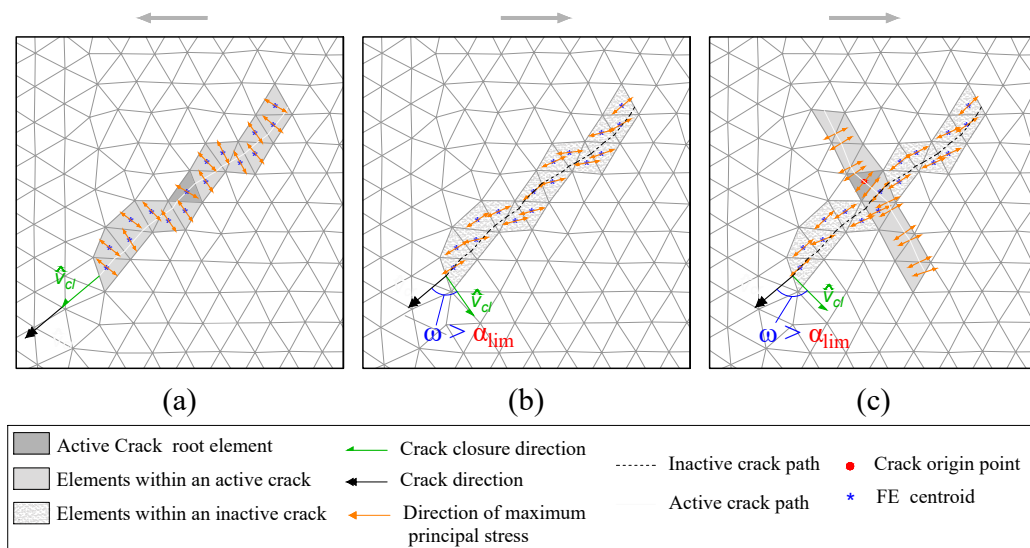 v̂cl
v̂cl
ω > αlim
v̂cl
ω > αlim
(a)
(b)
(c)
Active Crack root element
Elements within an active crack
Elements within an inactive crack
Crack closure direction
Crack direction
Direction of maximum
principal stress
Inactive crack path
Active crack path
Crack origin point
FE centroid